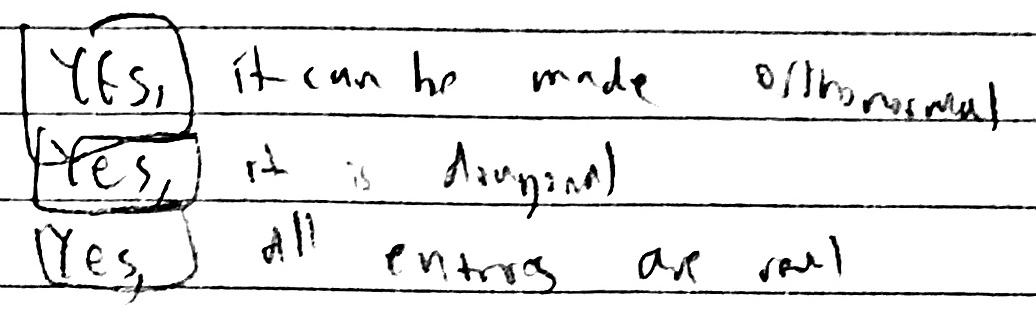 Yes, it can be made orthonormal
Yes, it is diagonal
Yes, all entries are real